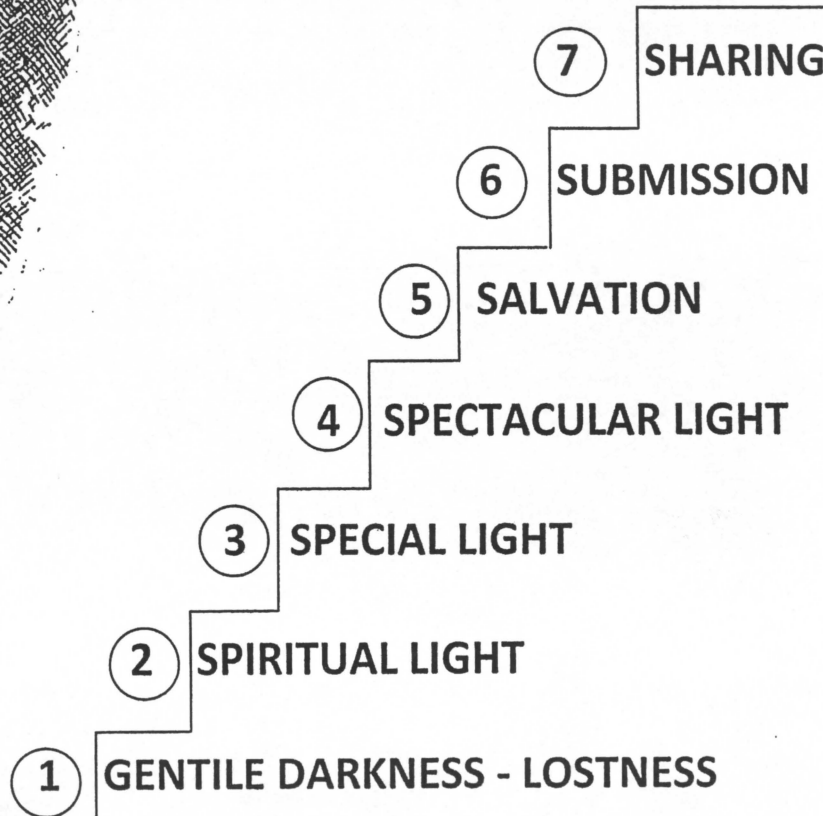 7 SHARING
6 SUBMISSION
5 SALVATION
4 SPECTACULAR LIGHT
3 SPECIAL LIGHT
2 SPIRITUAL LIGHT
1 GENTILE DARKNESS - LOSTNESS